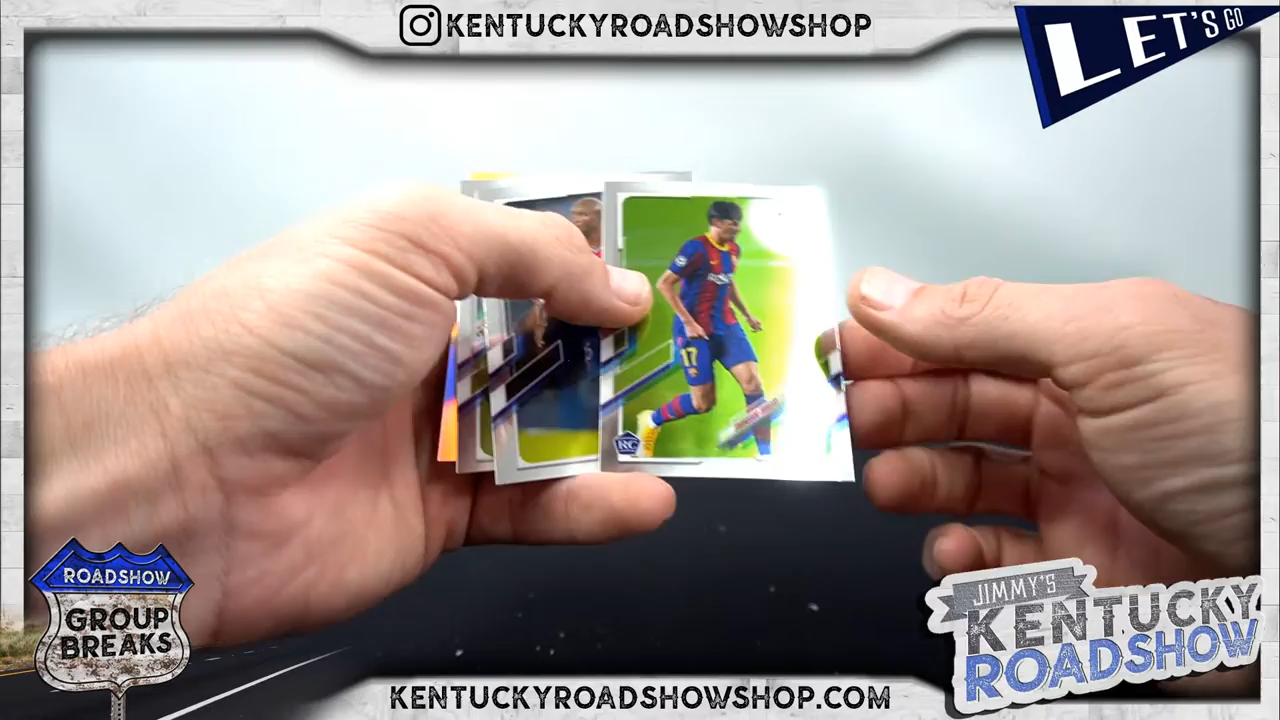 KENTUCKYROADSHOWSHOP
LET'S GO
17
RC
ROADSHOW
GROUP
BREAKS
JIMMY'S
KENTUCKY
ROADSHOW
KENTUCKYROADSHOWSHOP.COM